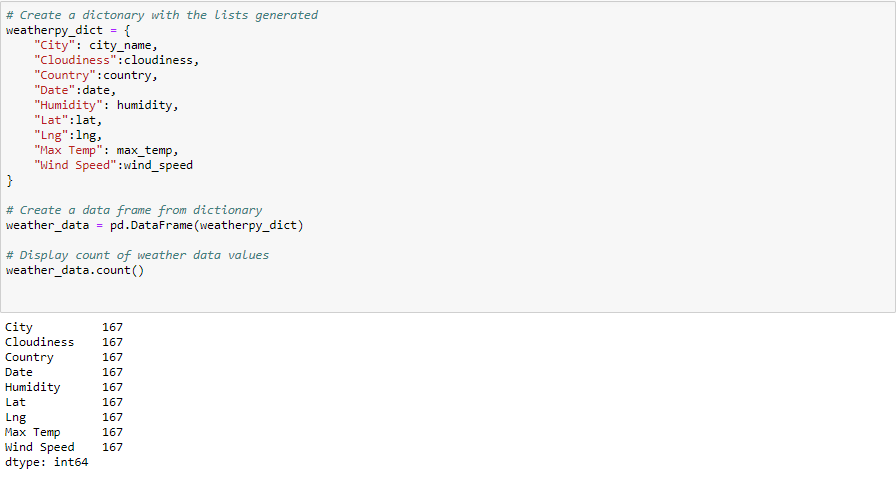 # Create a dictonary with the lists generated
weatherpy_dict = {
    "City": city_name,
    "Cloudiness":cloudiness,
    "Country":country,
    "Date":date,
    "Humidity": humidity,
    "Lat":lat,
    "Lng":lng,
    "Max Temp": max_temp,
    "Wind Speed":wind_speed
}
# Create a data frame from dictionary
weather_data = pd.DataFrame(weatherpy_dict)
# Display count of weather data values
weather_data.count()
City          167
Cloudiness    167
Country       167
Date          167
Humidity      167
Lat           167
Lng           167
Max Temp      167
Wind Speed    167
dtype: int64